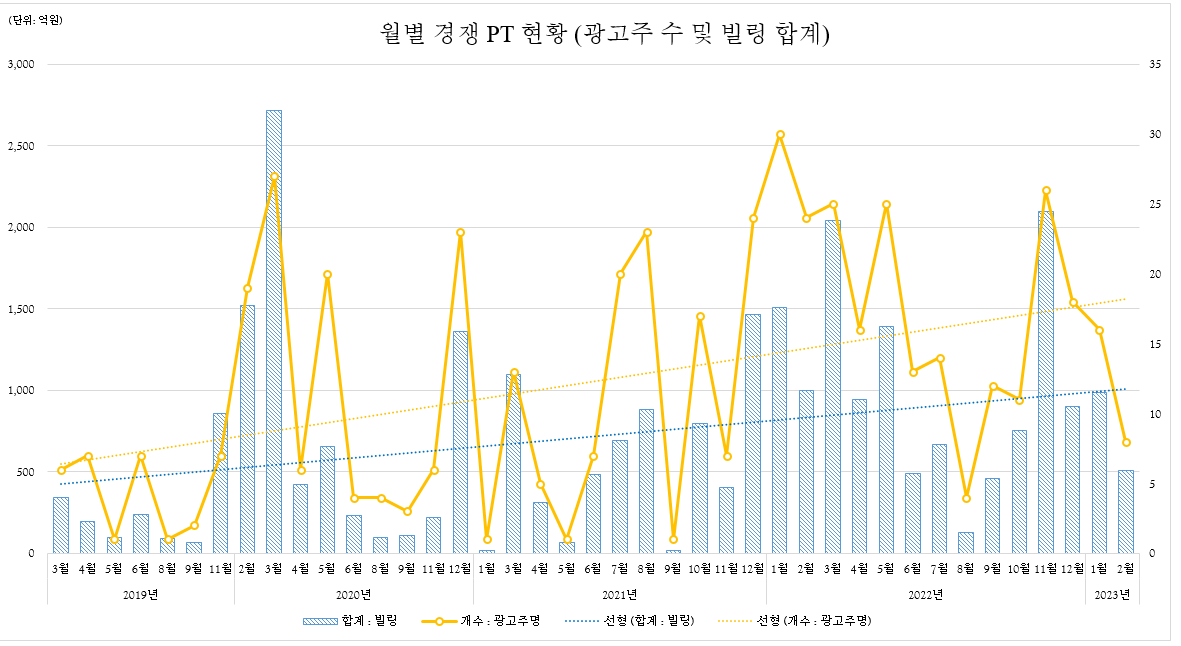 (단위: 억원)
월별 경쟁 PT 현황 (광고주 수 및 빌링 합계)
3,000 35
2,500 30
2,000 25
1,500 20
1,000 15
500 10
0 5
0
3월 4월 5월 6월 8월 9월 11월 2월 3월 4월 5월 6월 8월 9월 11월 12월 1월 3월 4월 5월 6월 7월 8월 9월 10월 11월 12월 1월 2월 3월 4월 5월 6월 7월 8월 9월 10월 11월 12월 1월 2월
2019년 2020년 2021년 2022년 2023년
합계 : 빌링 개수 : 광고주명 선형 (합계 : 빌링) 선형 (개수 : 광고주명)